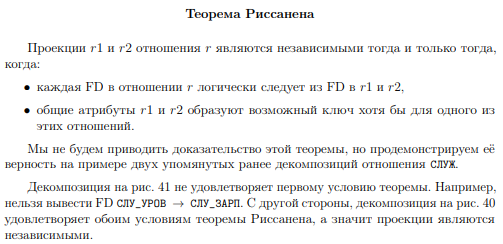 Теорема Риссанена
Проекции r1 и r2 отношения r являются независимыми тогда и только тогда,
когда:
• каждая FD в отношении r логически следует из FD в r1 и r2,
• общие атрибуты r1 и r2 образуют возможный ключ хотя бы для одного из
этих отношений.
Мы не будем приводить доказательство этой теоремы, но продемонстрируем её
верность на примере двух упомянутых ранее декомпозиций отношения СЛУЖ.
Декомпозиция на рис. 41 не удовлетворяет первому условию теоремы. Например,
нельзя вывести FD СЛУ_УРОВ → СЛУ_ЗАРП. С другой стороны, декомпозиция на рис. 40
удовлетворяет обоим условиям теоремы Риссанена, а значит проекции являются
независимыми.